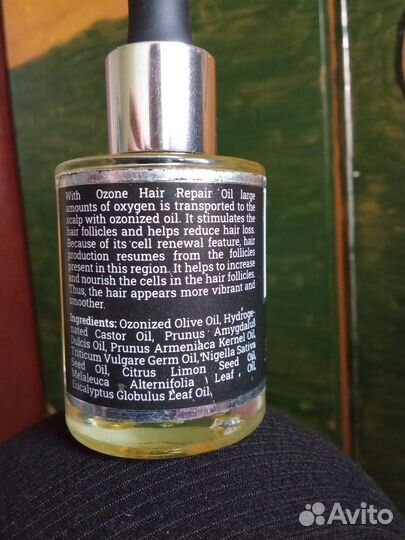 With Ozone Hair Repair Oil large
amounts of oxygen is transported to the
scalp with ozonized oil. It stimulates the
hair follicles and helps reduce hair loss.
Because of its cell renewal feature, hair
production resumes from the follicles
present in this region. It helps to increase
and nourish the cells in the hair follicles.
Thus, the hair appears more vibrant and
smoother.
Ingredients: Ozonized Olive Oil, Hydroge-
nated Castor Oil, Prunus Amygdalus
Dulcis Oil, Prunus Armeniaca Kernel Oil,
Triticum Vulgare Germ Oil, Nigella Sativa
Seed Oil, Citrus Limon Seed Oil,
Melaleuca Alternifolia Leaf Oil,
Eucalyptus Globulus Leaf Oil,
Avito